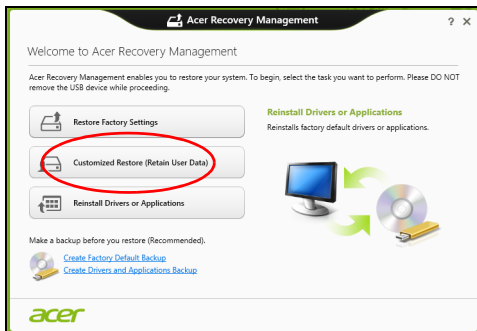 Acer Recovery Management
? X
Welcome to Acer Recovery Management
Acer Recovery Management enables you to restore your system. To begin, select the task you want to perform. Please DO NOT
remove the USB device while proceeding.
Restore Factory Settings
Customized Restore (Retain User Data)
Reinstall Drivers or Applications
Reinstall Drivers or Applications
Reinstalls factory default drivers or applications.
Make a backup before you restore (Recommended).
Create Factory Default Backup
Create Drivers and Applications Backup
acer